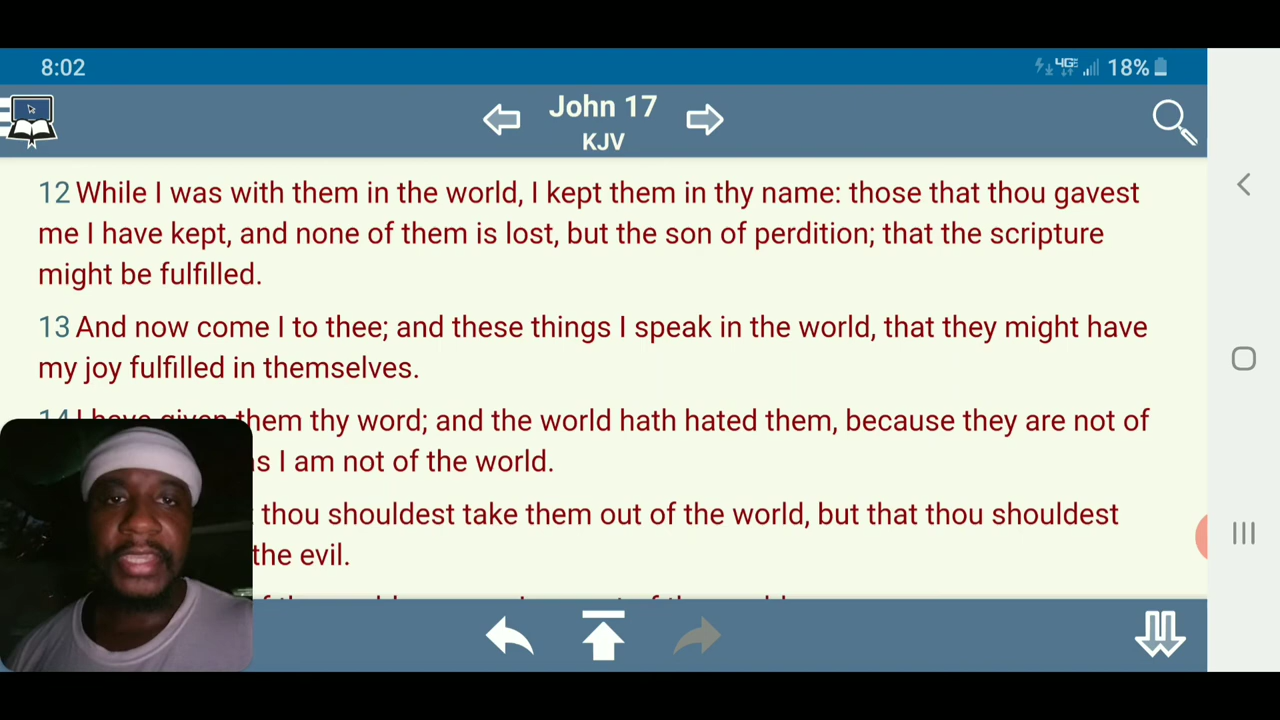 8:02
4GE 18%
John 17
KJV
12 While I was with them in the world, I kept them in thy name: those that thou gavest
me I have kept, and none of them is lost, but the son of perdition; that the scripture
might be fulfilled.
13 And now come I to thee; and these things I speak in the world, that they might have
my joy fulfilled in themselves.
14 I have given them thy word; and the world hath hated them, because they are not of
I am not of the world.
thou shouldest take them out of the world, but that thou shouldest
the evil.